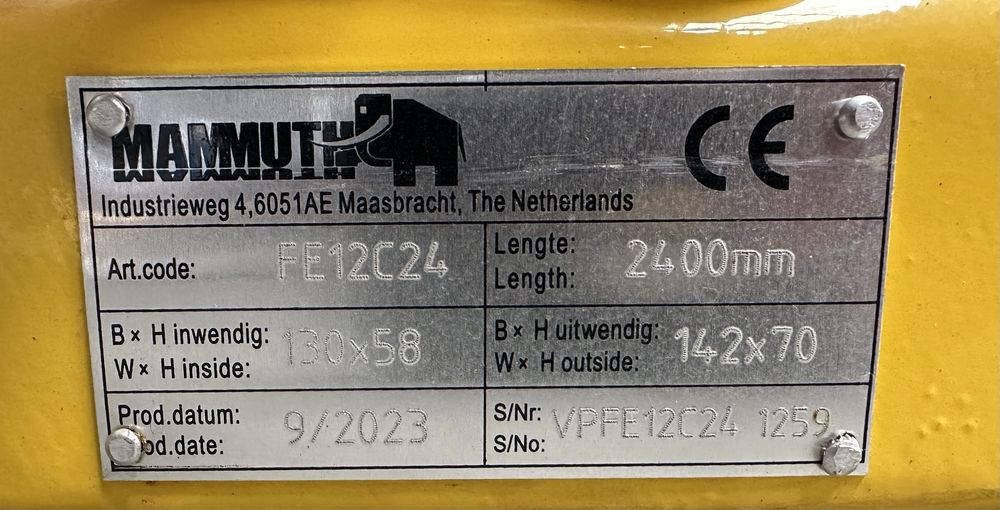 MAMMUTH
CE
Industrieweg 4,6051AE Maasbracht, The Netherlands
Art.code: FE12C24
Lengte:
Length: 2400mm
B× H inwendig:
W× H inside: 130x58
B× H uitwendig:
W× H outside: 142x70
Prod.datum:
od.date: 9/2023
S/Nr:
S/No: VPFE12C24 1259